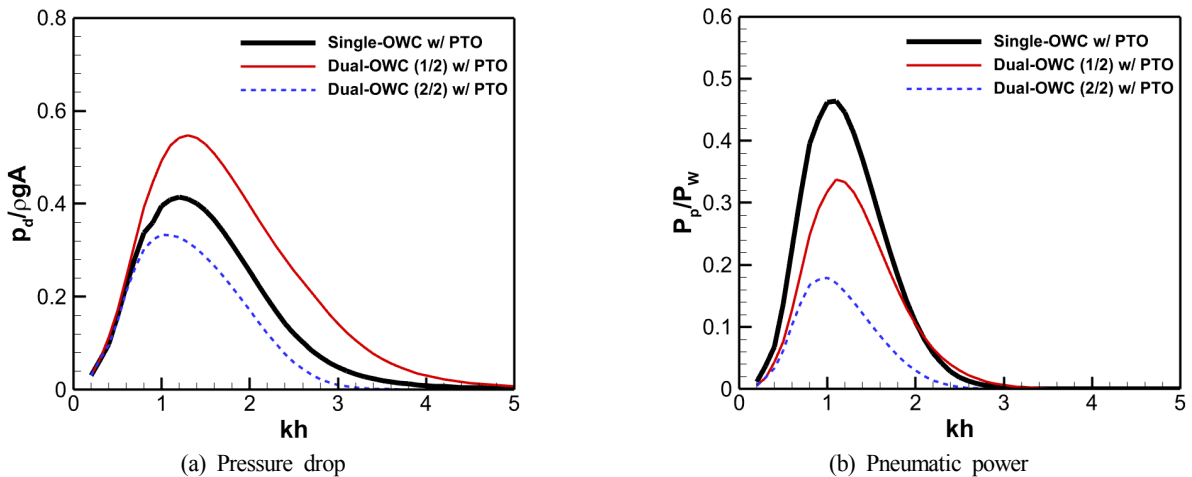 0.8
0.6
0.4
0.2
0
p_d/ρgA
Single-OWC w/ PTO
Dual-OWC (1/2) w/ PTO
Dual-OWC (2/2) w/ PTO
0 1 2 3 4 5
kh
(a) Pressure drop
0.6
0.5
0.4
0.3
0.2
0.1
0
P_p/P_W
Single-OWC w/ PTO
Dual-OWC (1/2) w/ PTO
Dual-OWC (2/2) w/ PTO
0 1 2 3 4 5
kh
(b) Pneumatic power